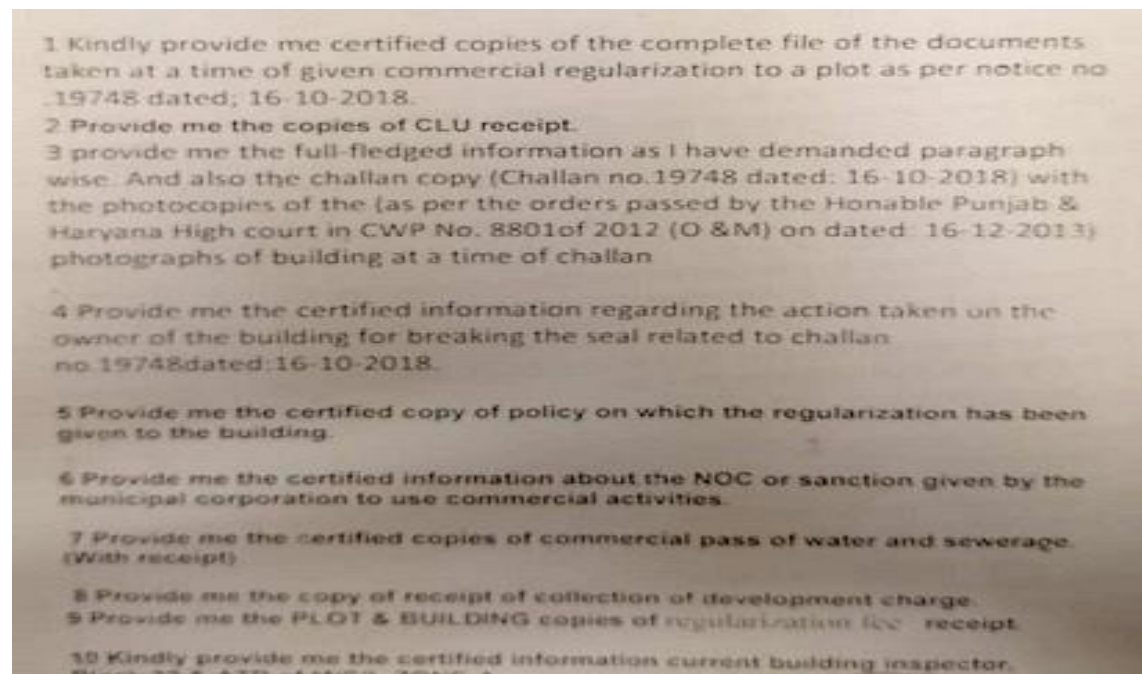 1 Kindly provide me certified copies of the complete file of the documents
taken at a time of given commercial regularization to a plot as per notice no
.19748 dated; 16-10-2018.
2 Provide me the copies of CLU receipt.
3 provide me the full-fledged information as I have demanded paragraph
wise. And also the challan copy (Challan no.19748 dated: 16-10-2018) with
the photocopies of the (as per the orders passed by the Honable Punjab &
Haryana High court in CWP No. 8801of 2012 (O &M) on dated: 16-12-2013)
photographs of building at a time of challan
4 Provide me the certified information regarding the action taken on the
owner of the building for breaking the seal related to challan
no.19748dated:16-10-2018.
5 Provide me the certified copy of policy on which the regularization has been
given to the building.
6 Provide me the certified information about the NOC or sanction given by the
municipal corporation to use commercial activities.
7 Provide me the certified copies of commercial pass of water and sewerage.
(With receipt)
8 Provide me the copy of receipt of collection of development charge.
9 Provide me the PLOT & BUILDING copies of regularization fee receipt.
10 Kindly provide me the certified information current building inspector,